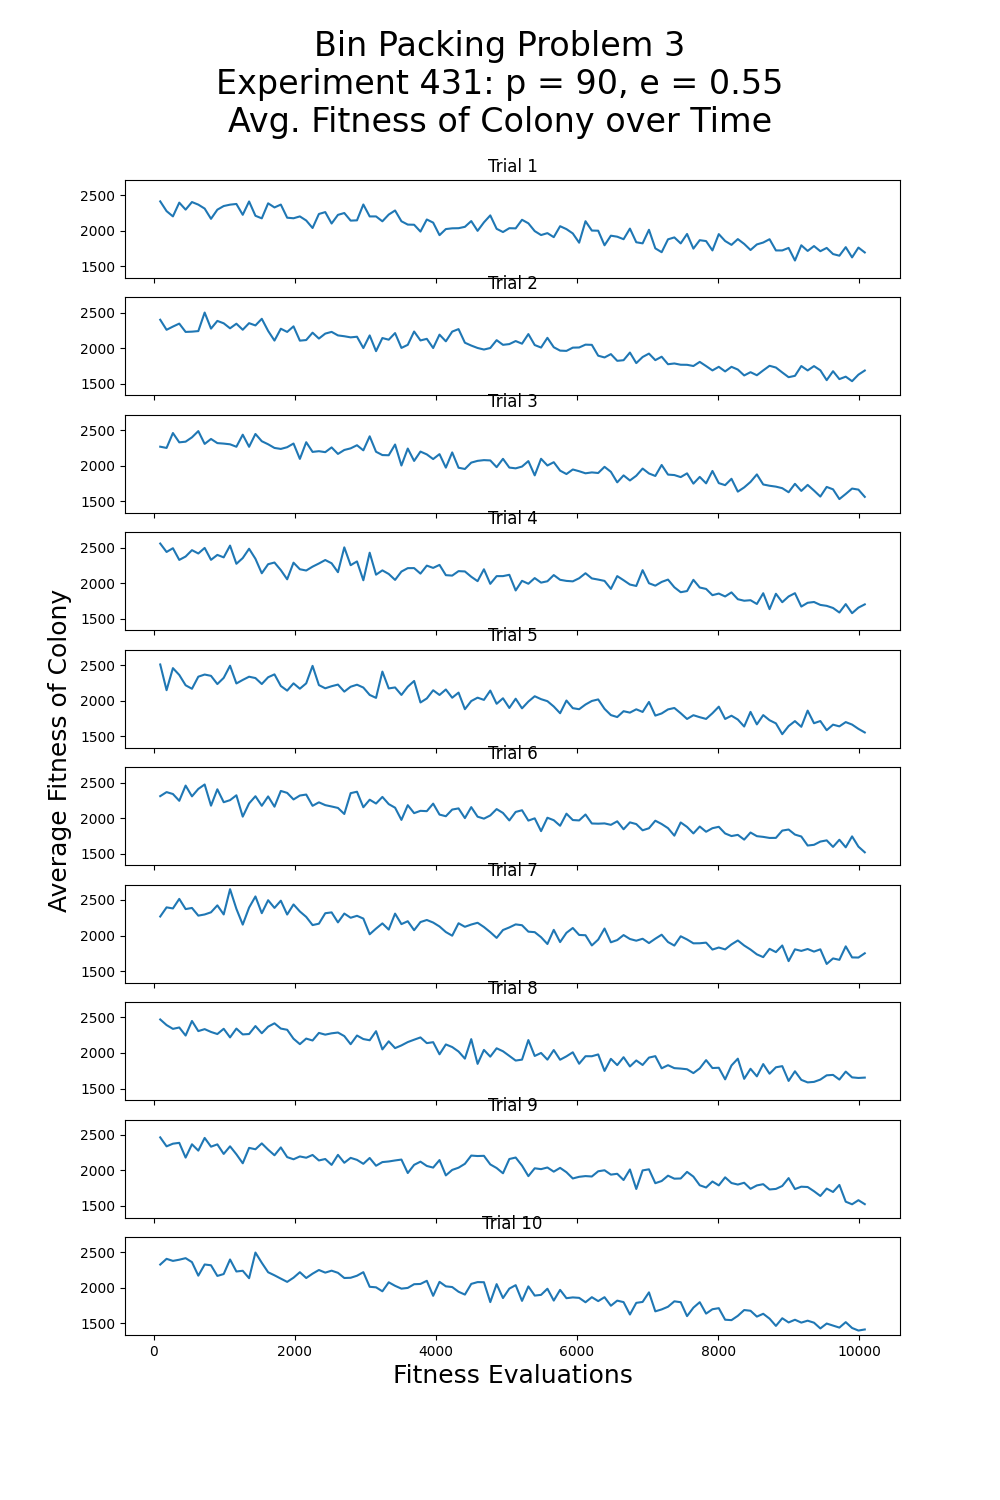 Bin Packing Problem 3
Experiment 431: p = 90, e = 0.55
Avg. Fitness of Colony over Time
Trial 1
2500
2000
1500
Trial 2
2500
2000
1500
Trial 3
2500
2000
1500
Trial 4
2500
2000
1500
Trial 5
2500
2000
1500
Trial 6
2500
2000
1500
Trial 7
2500
2000
1500
Trial 8
2500
2000
1500
Trial 9
2500
2000
1500
Trial 10
2500
2000
1500
0 2000 4000 6000 8000 10000
Fitness Evaluations
Average Fitness of Colony